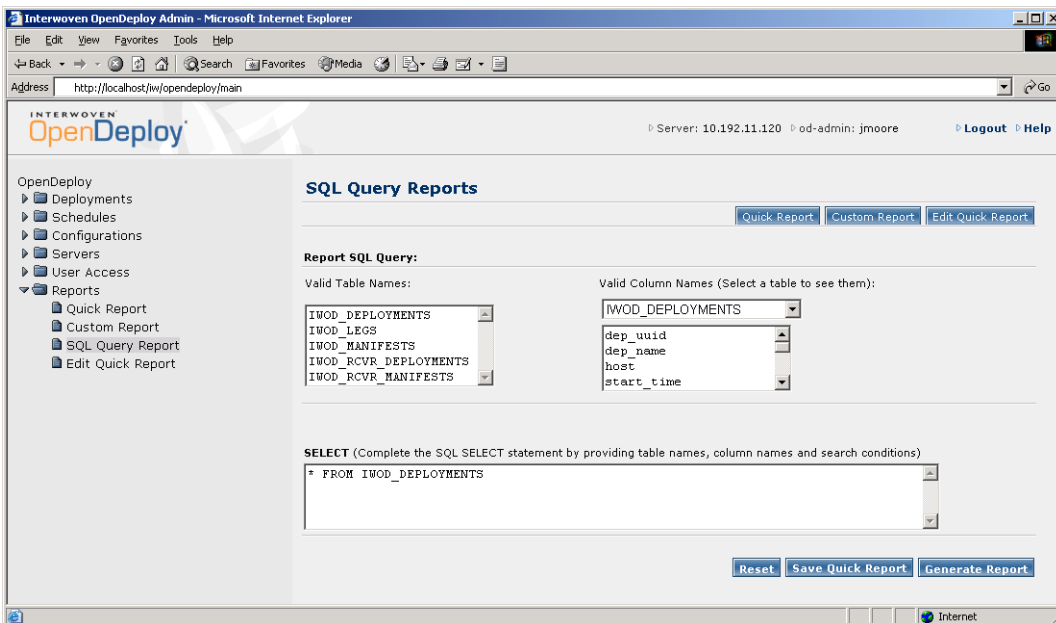 Interwoven OpenDeploy Admin - Microsoft Internet Explorer
File Edit View Favorites Tools Help
Back Search Favorites Media
Address http://localhost/iw/opendeploy/main Go
INTERWOVEN
OpenDeploy
Server: 10.192.11.120 od-admin: jmoore Logout Help
OpenDeploy
Deployments
Schedules
Configurations
Servers
User Access
Reports
Quick Report
Custom Report
SQL Query Report
Edit Quick Report
SQL Query Reports
Quick Report Custom Report Edit Quick Report
Report SQL Query:
Valid Table Names:
IWOD_DEPLOYMENTS
IWOD_LEGS
IWOD_MANIFESTS
IWOD_RCVR_DEPLOYMENTS
IWOD_RCVR_MANIFESTS
Valid Column Names (Select a table to see them):
IWOD_DEPLOYMENTS
dep_uuid
dep_name
host
start_time
SELECT (Complete the SQL SELECT statement by providing table names, column names and search conditions)
* FROM IWOD_DEPLOYMENTS
Reset Save Quick Report Generate Report
Internet